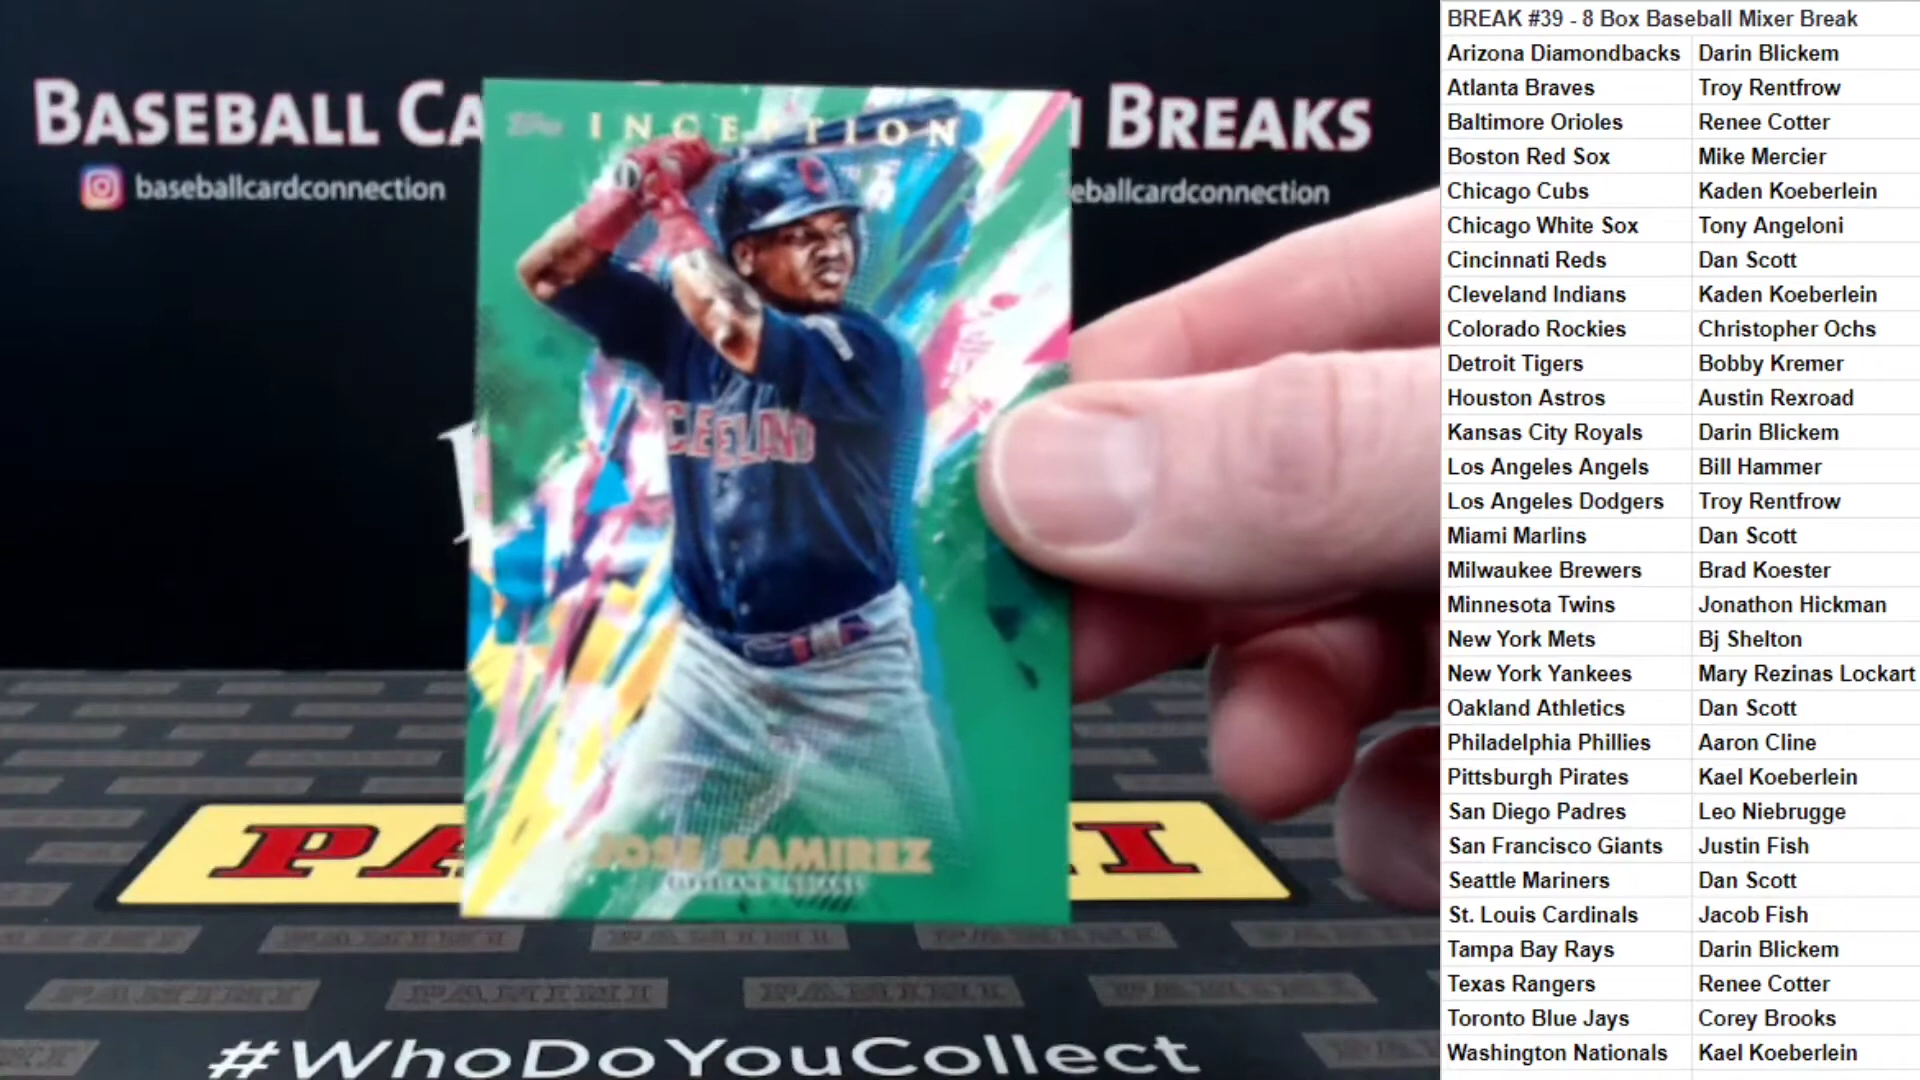 BASEBALL CA
BREAKS
baseballcardconnection
eballcardconnection
INCEPTION
CLEVELAND
JOSE RAMIREZ
PA
NI
PANINI PANINI PANINI PANINI
#WhoDoYouCollect
BREAK #39 - 8 Box Baseball Mixer Break
Arizona Diamondbacks Darin Blickem
Atlanta Braves Troy Rentfrow
Baltimore Orioles Renee Cotter
Boston Red Sox Mike Mercier
Chicago Cubs Kaden Koeberlein
Chicago White Sox Tony Angeloni
Cincinnati Reds Dan Scott
Cleveland Indians Kaden Koeberlein
Colorado Rockies Christopher Ochs
Detroit Tigers Bobby Kremer
Houston Astros Austin Rexroad
Kansas City Royals Darin Blickem
Los Angeles Angels Bill Hammer
Los Angeles Dodgers Troy Rentfrow
Miami Marlins Dan Scott
Milwaukee Brewers Brad Koester
Minnesota Twins Jonathon Hickman
New York Mets Bj Shelton
New York Yankees Mary Rezinas Lockart
Oakland Athletics Dan Scott
Philadelphia Phillies Aaron Cline
Pittsburgh Pirates Kael Koeberlein
San Diego Padres Leo Niebrugge
San Francisco Giants Justin Fish
Seattle Mariners Dan Scott
St. Louis Cardinals Jacob Fish
Tampa Bay Rays Darin Blickem
Texas Rangers Renee Cotter
Toronto Blue Jays Corey Brooks
Washington Nationals Kael Koeberlein